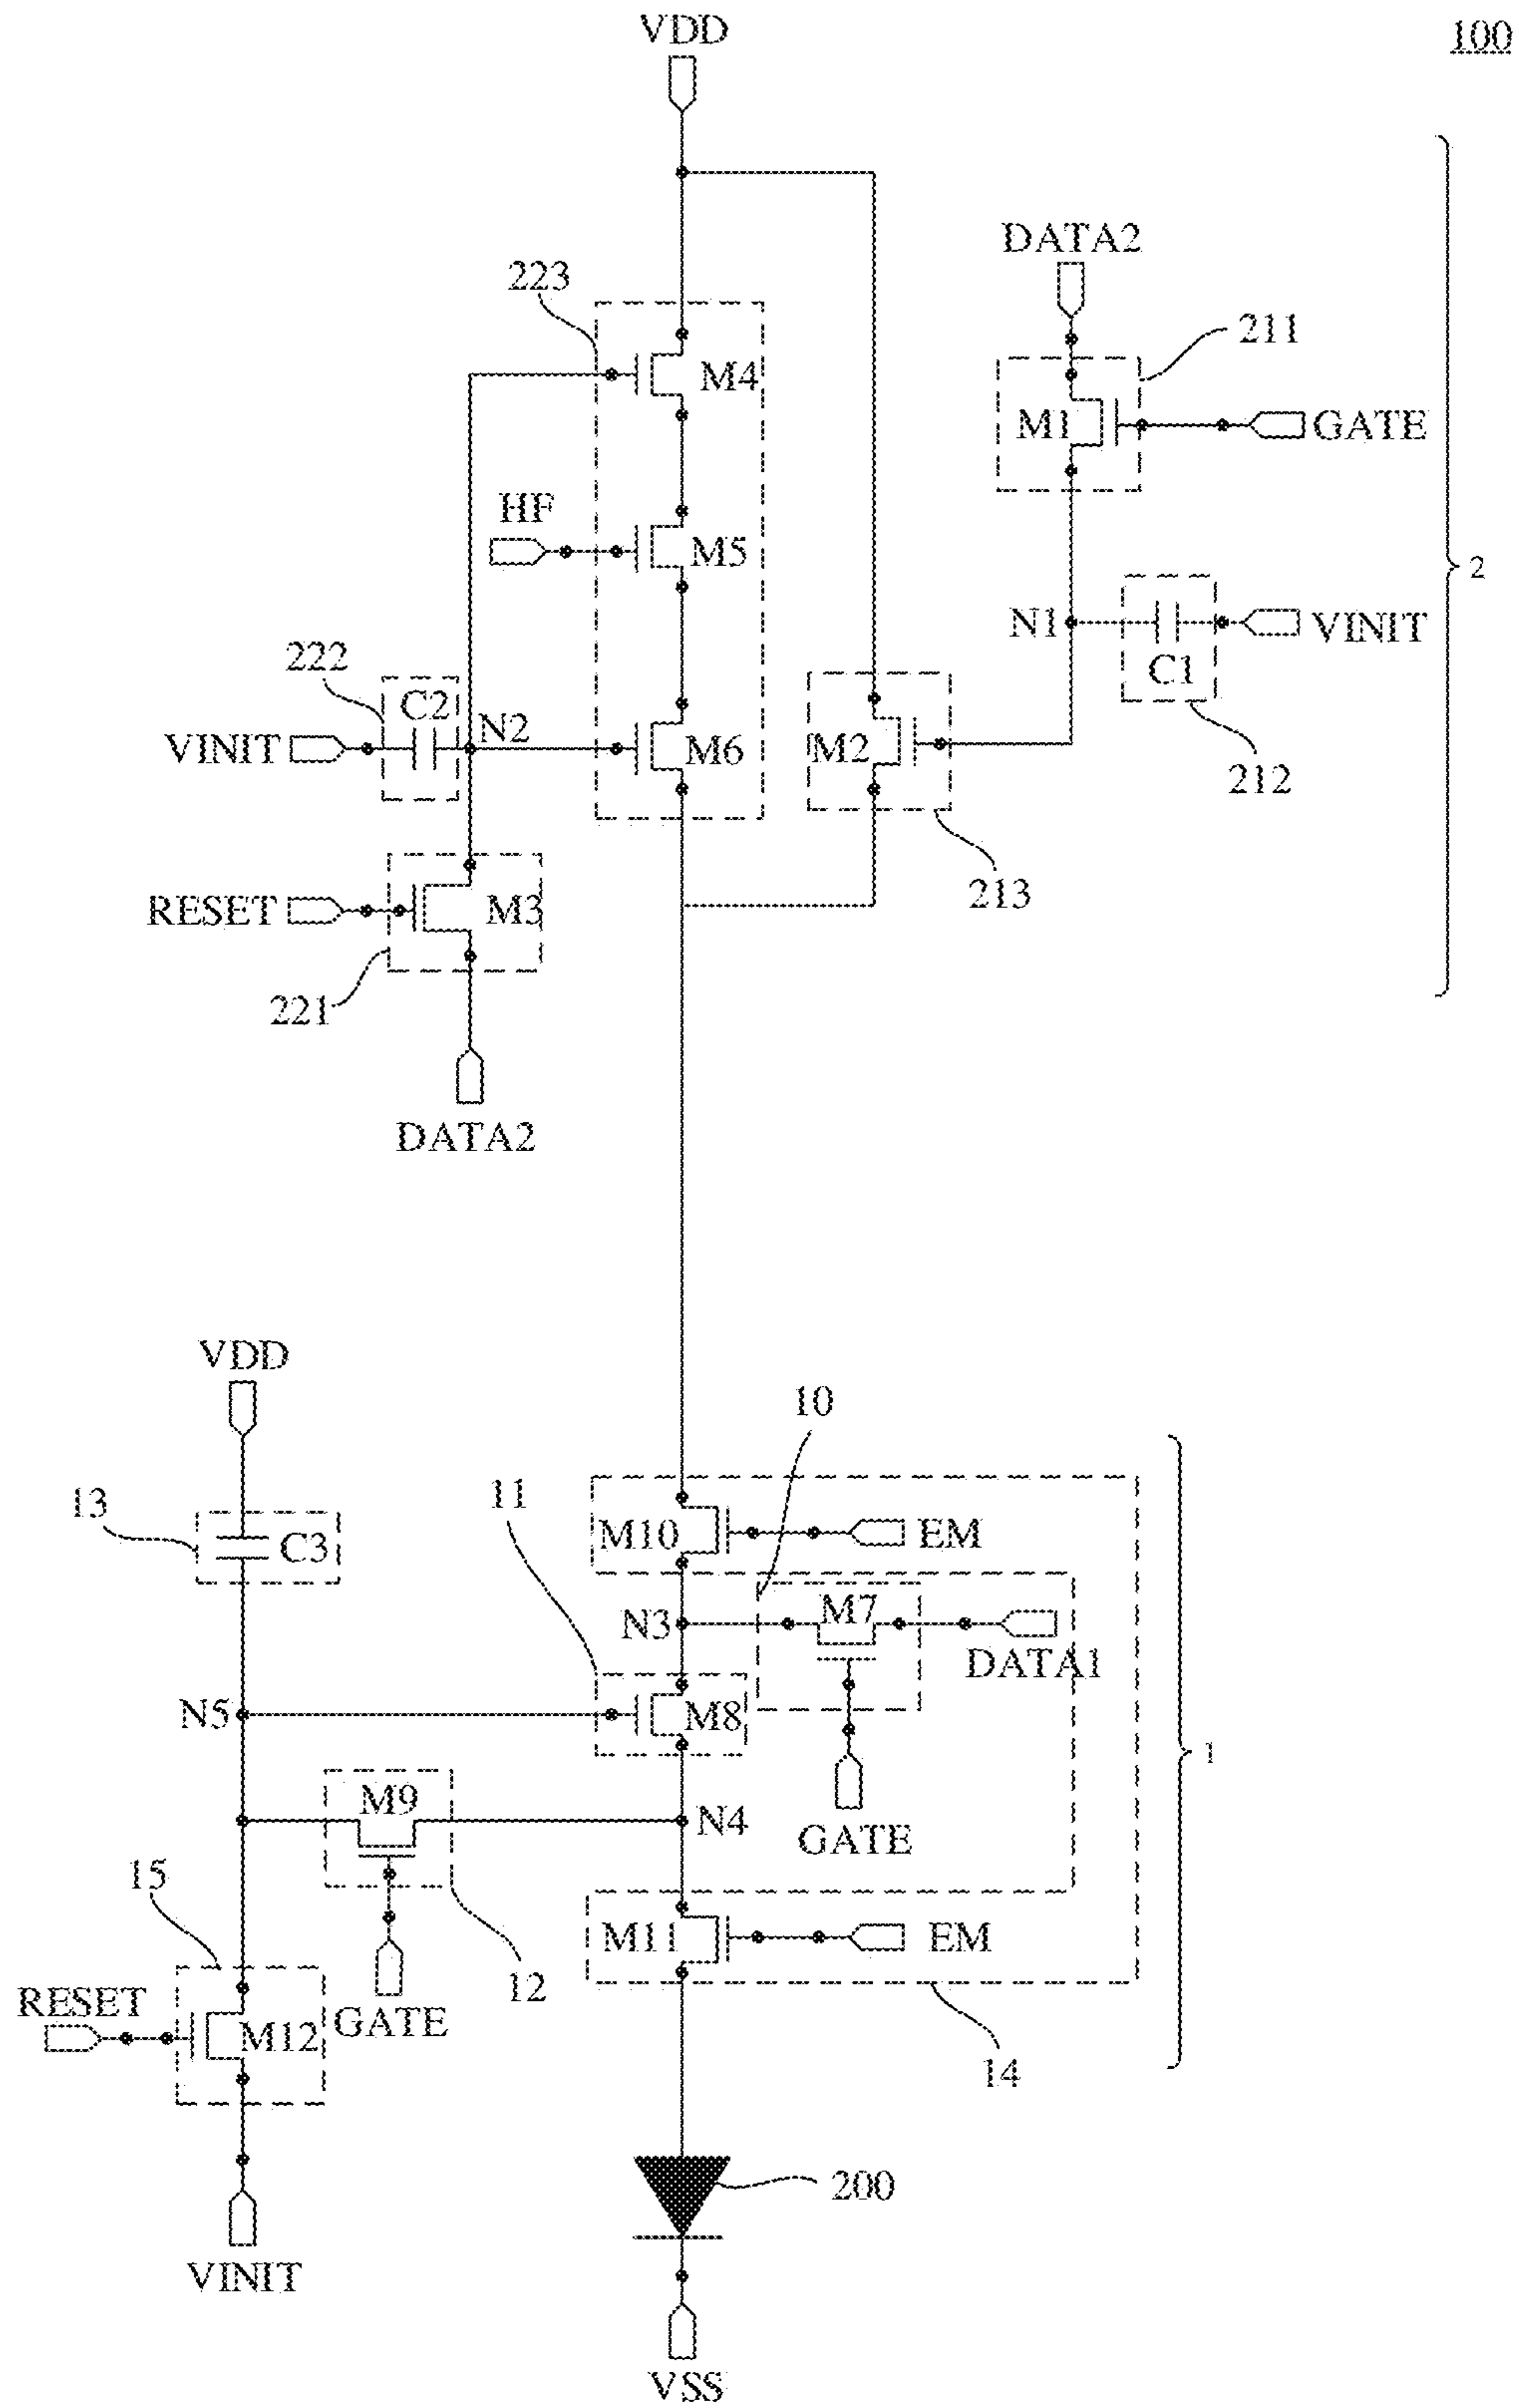 VDD
100
DATA2
223
211
M4
M1
GATE
HF
M5
2
N1
VINIT
222
C1
C2
N2
VINIT
M6
M2
212
213
RESET
M3
221
DATA2
VDD
10
13
11
C3
M10
EM
M7
N3
DATA1
N5
M8
1
M9
N4
GATE
15
M11
EM
12
RESET
M12
GATE
14
200
VINIT
VSS